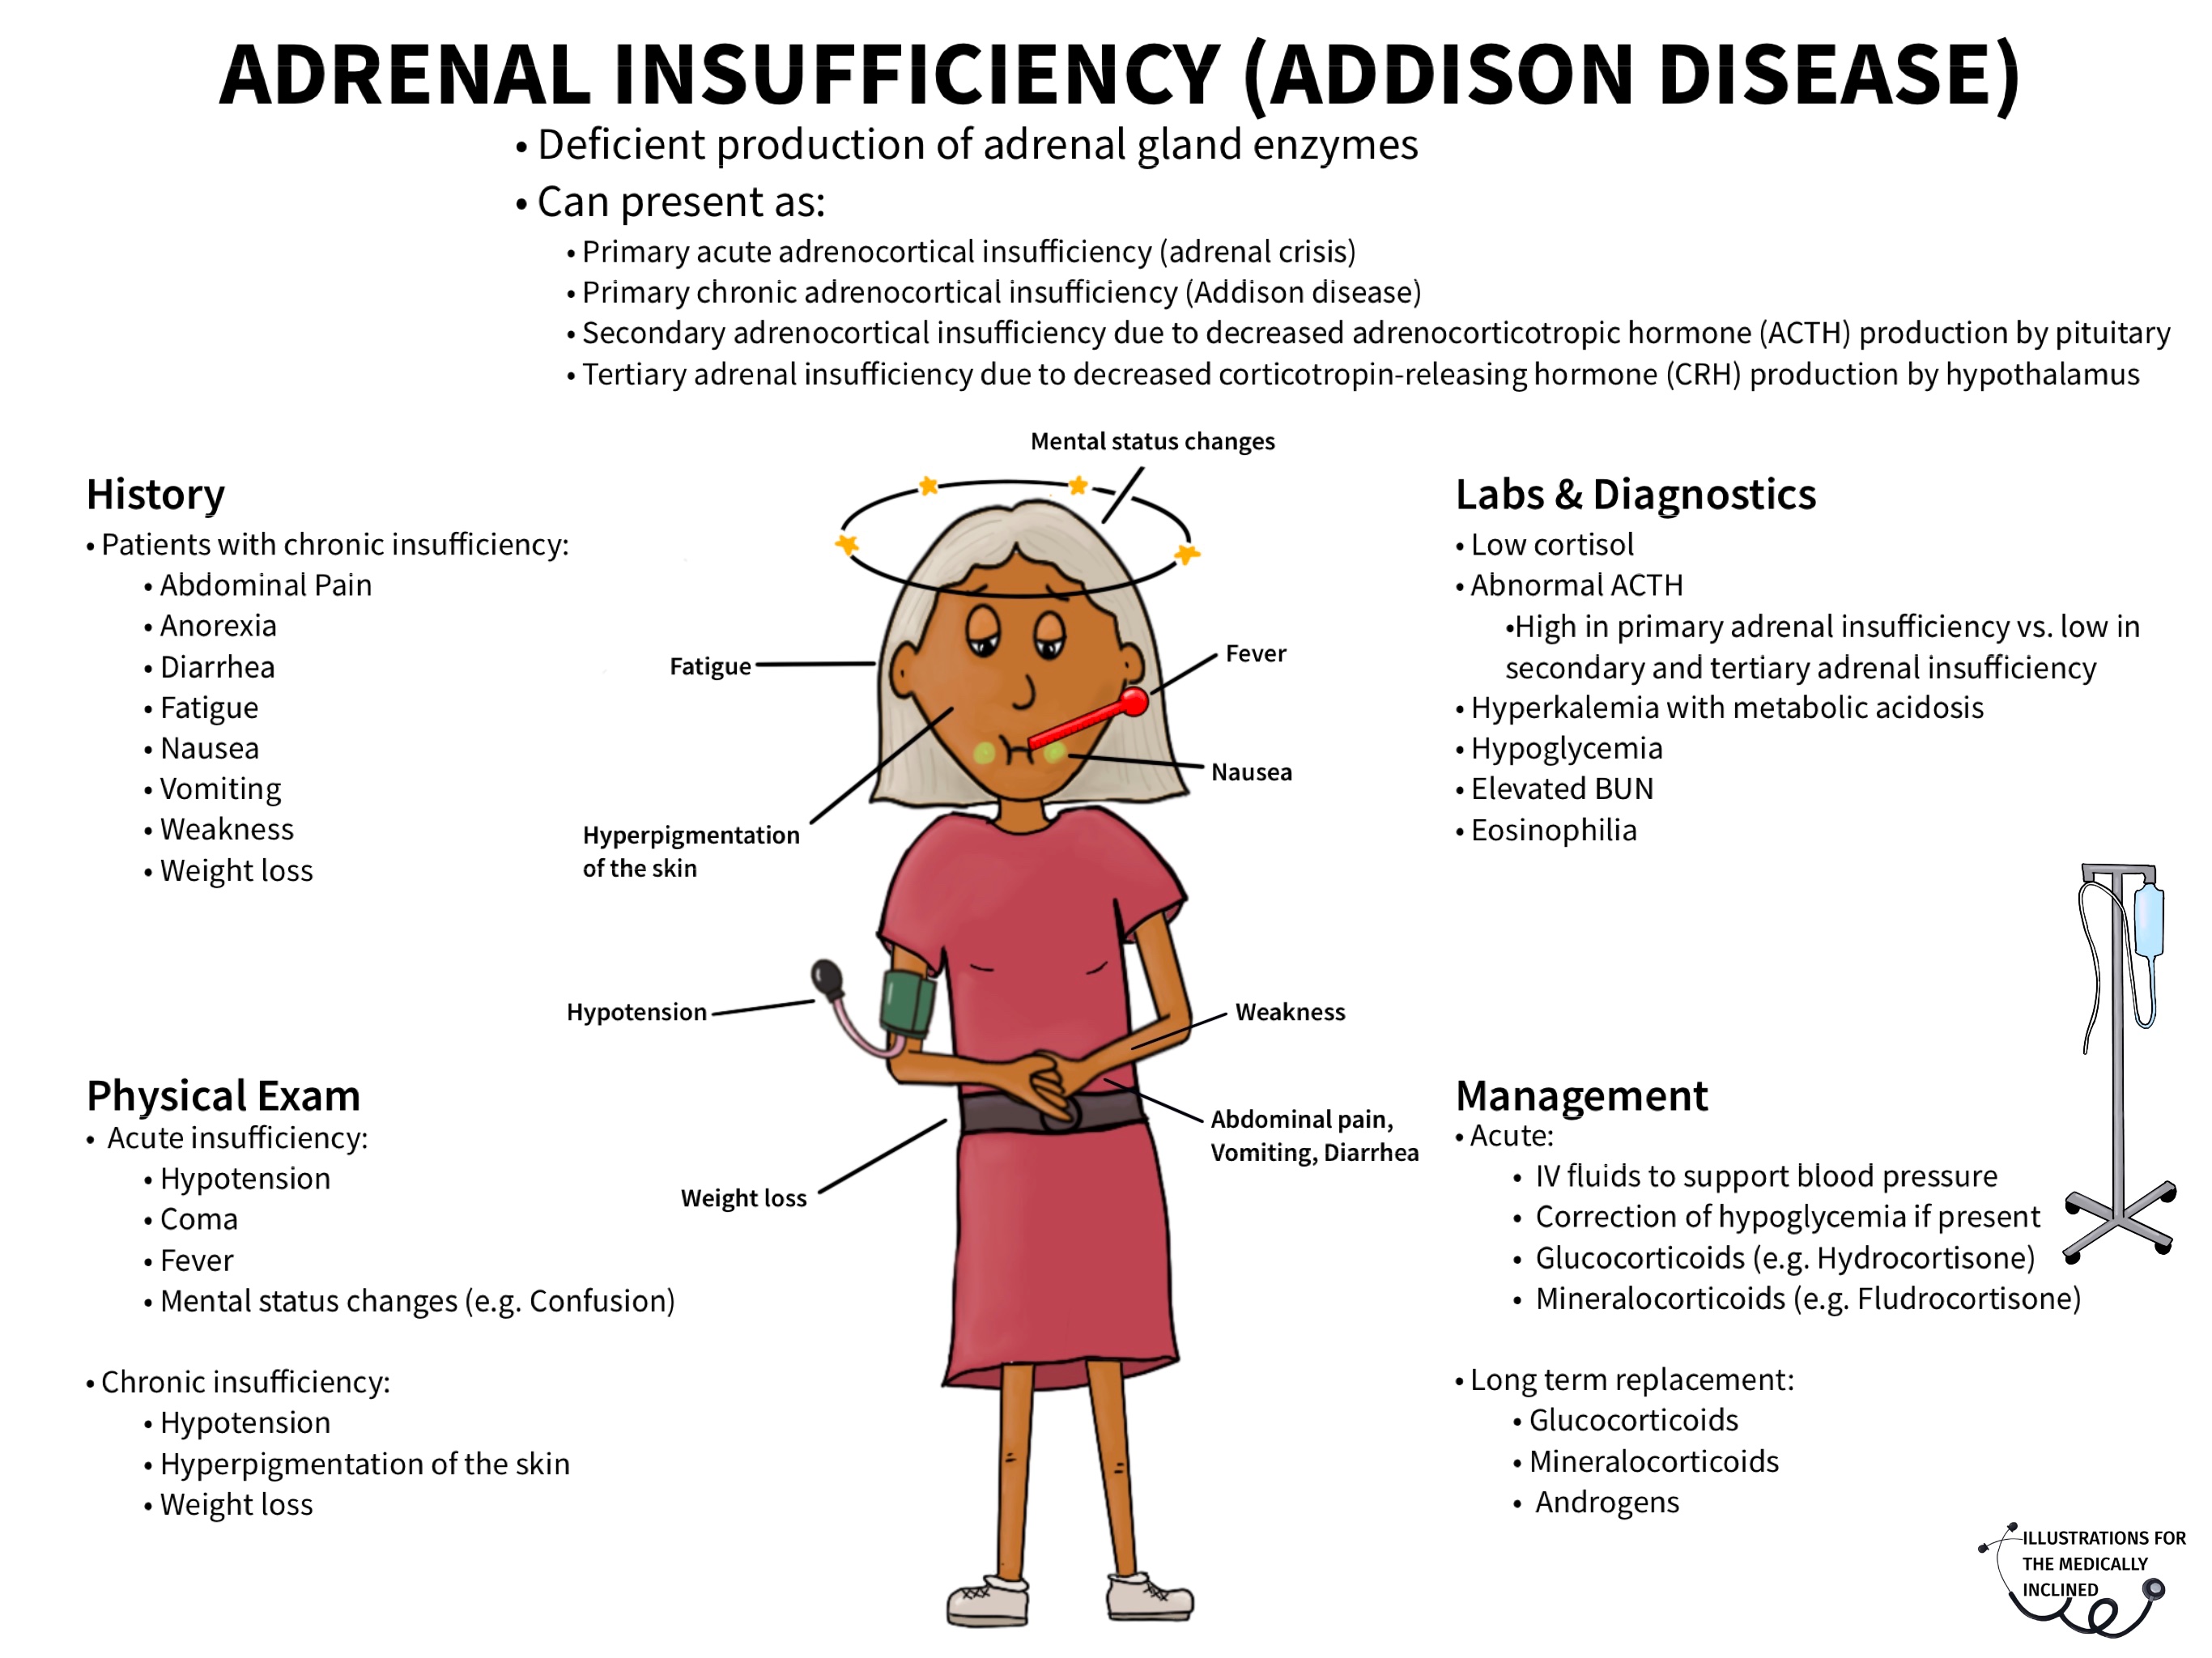 ADRENAL INSUFFICIENCY (ADDISON DISEASE)
• Deficient production of adrenal gland enzymes
• Can present as:
• Primary acute adrenocortical insufficiency (adrenal crisis)
• Primary chronic adrenocortical insufficiency (Addison disease)
• Secondary adrenocortical insufficiency due to decreased adrenocorticotropic hormone (ACTH) production by pituitary
• Tertiary adrenal insufficiency due to decreased corticotropin-releasing hormone (CRH) production by hypothalamus
History
• Patients with chronic insufficiency:
• Abdominal Pain
• Anorexia
• Diarrhea
• Fatigue
• Nausea
• Vomiting
• Weakness
• Weight loss
Physical Exam
• Acute insufficiency:
• Hypotension
• Coma
• Fever
• Mental status changes (e.g. Confusion)
• Chronic insufficiency:
• Hypotension
• Hyperpigmentation of the skin
• Weight loss
Mental status changes
Fatigue
Fever
Nausea
Hyperpigmentation
of the skin
Hypotension
Weakness
Abdominal pain,
Vomiting, Diarrhea
Weight loss
Labs & Diagnostics
• Low cortisol
• Abnormal ACTH
•High in primary adrenal insufficiency vs. low in
secondary and tertiary adrenal insufficiency
• Hyperkalemia with metabolic acidosis
• Hypoglycemia
• Elevated BUN
• Eosinophilia
Management
• Acute:
• IV fluids to support blood pressure
• Correction of hypoglycemia if present
• Glucocorticoids (e.g. Hydrocortisone)
• Mineralocorticoids (e.g. Fludrocortisone)
• Long term replacement:
• Glucocorticoids
• Mineralocorticoids
• Androgens
ILLUSTRATIONS FOR
THE MEDICALLY
INCLINED